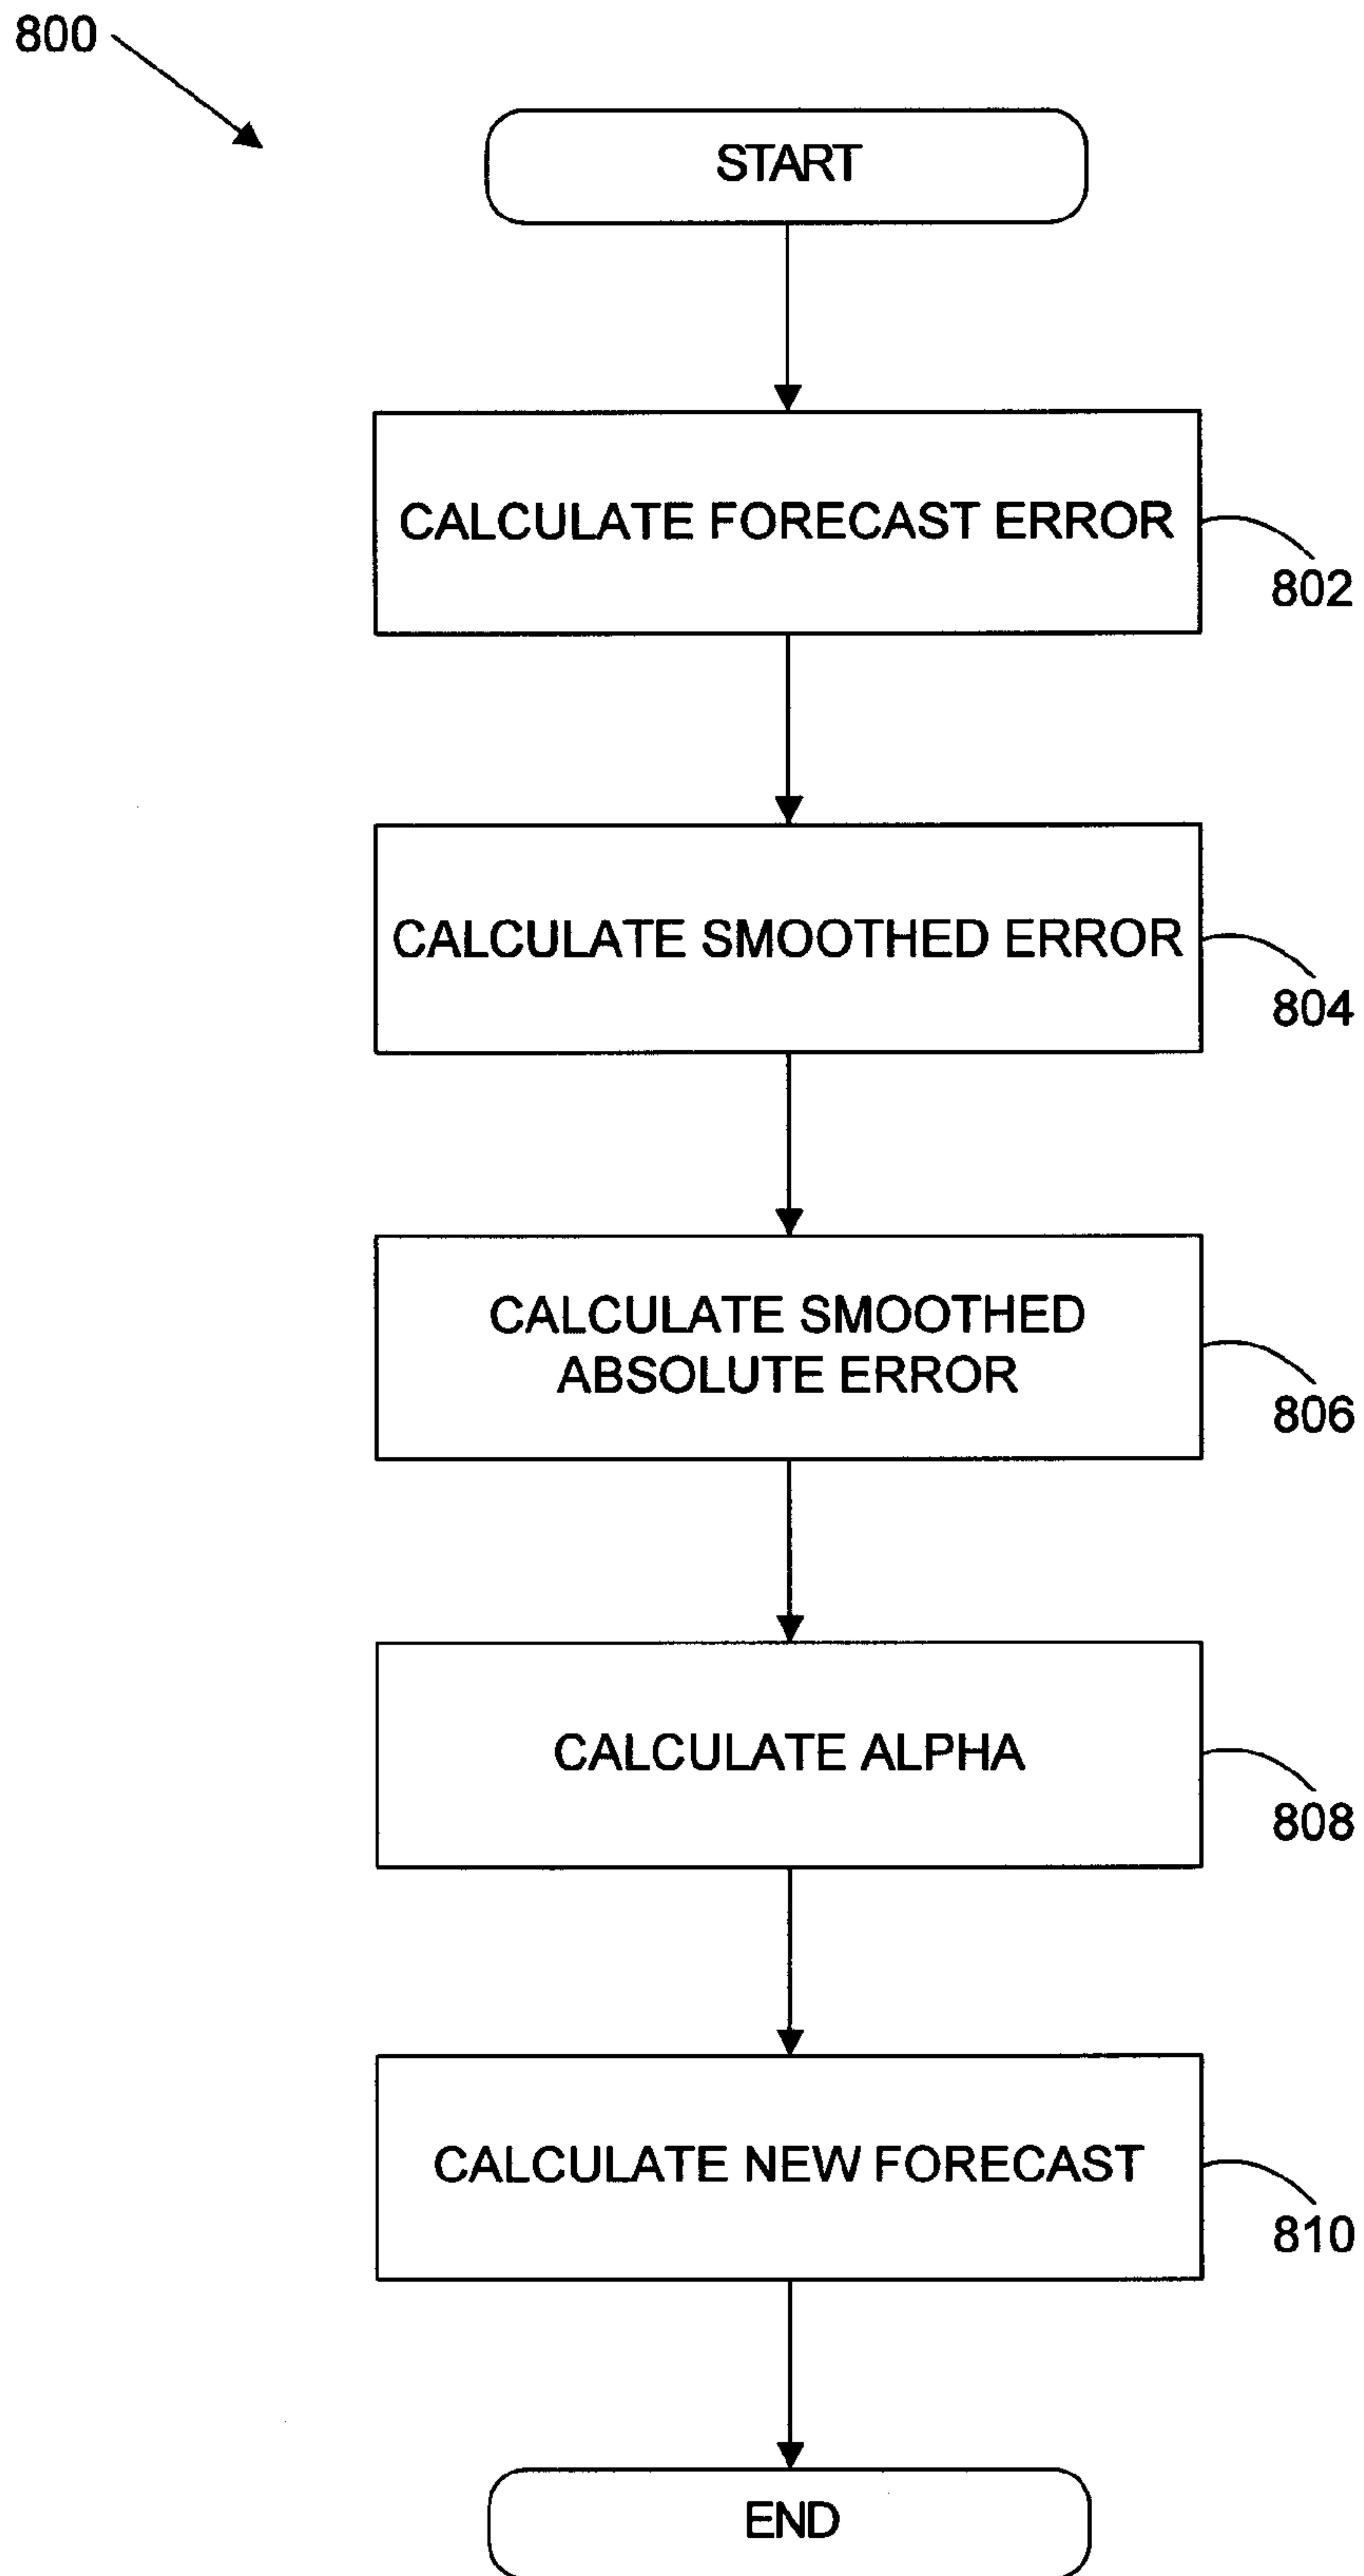 800
START
CALCULATE FORECAST ERROR
802
CALCULATE SMOOTHED ERROR
804
CALCULATE SMOOTHED
ABSOLUTE ERROR
806
CALCULATE ALPHA
808
CALCULATE NEW FORECAST
810
END